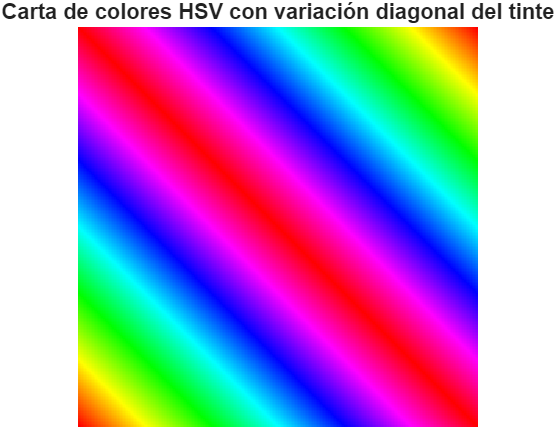 Carta de colores HSV con variación diagonal del tinte